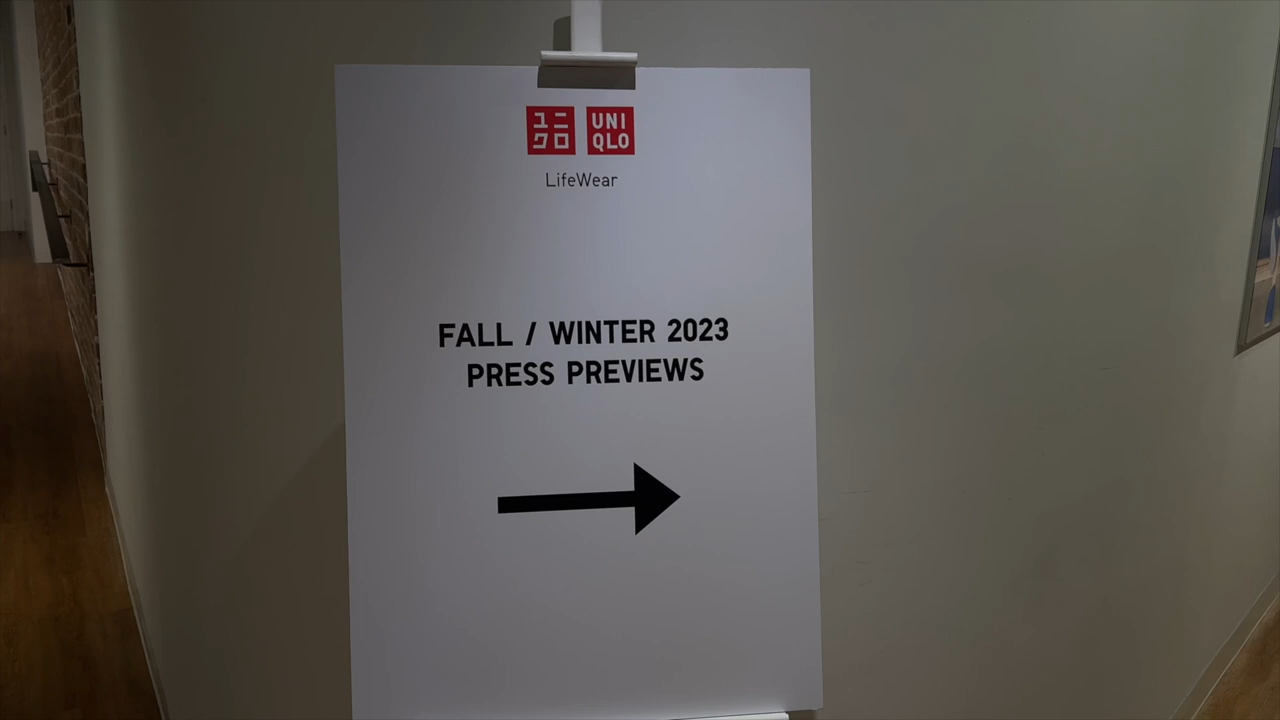 ユニ
クロ
UNI
QLO
LifeWear
FALL / WINTER 2023
PRESS PREVIEWS